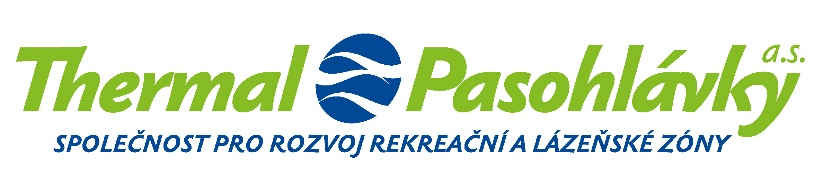 Thermal Pasohlávky a.s.
SPOLEČNOST PRO ROZVOJ REKREAČNÍ A LÁZEŇSKÉ ZÓNY